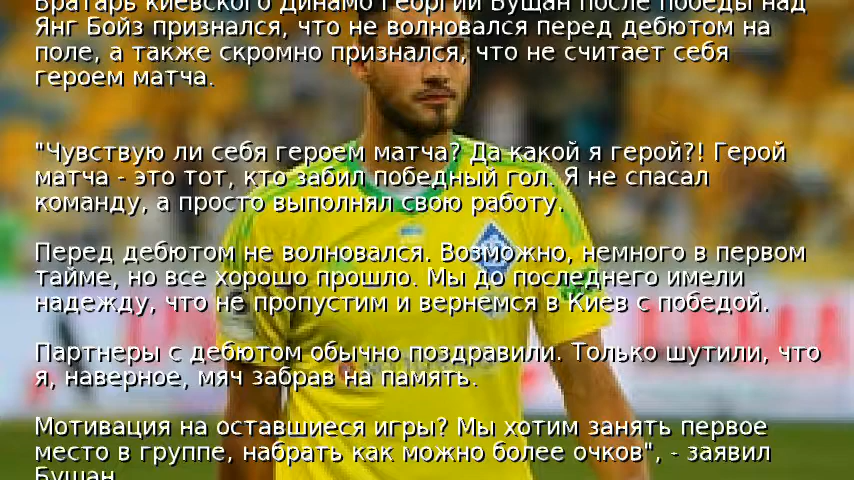 Вратарь киевского Динамо Георгий Бущан после победы над
Янг Бойз признался, что не волновался перед дебютом на
поле, а также скромно признался, что не считает себя
героем матча.
"Чувствую ли себя героем матча? Да какой я герой?! Герой
матча - это тот, кто забил победный гол. Я не спасал
команду, а просто выполнял свою работу.
Перед дебютом не волновался. Возможно, немного в первом
тайме, но все хорошо прошло. Мы до последнего имели
надежду, что не пропустим и вернемся в Киев с победой.
Партнеры с дебютом обычно поздравили. Только шутили, что
я, наверное, мяч забрав на память.
Мотивация на оставшиеся игры? Мы хотим занять первое
место в группе, набрать как можно более очков", - заявил
Бущан